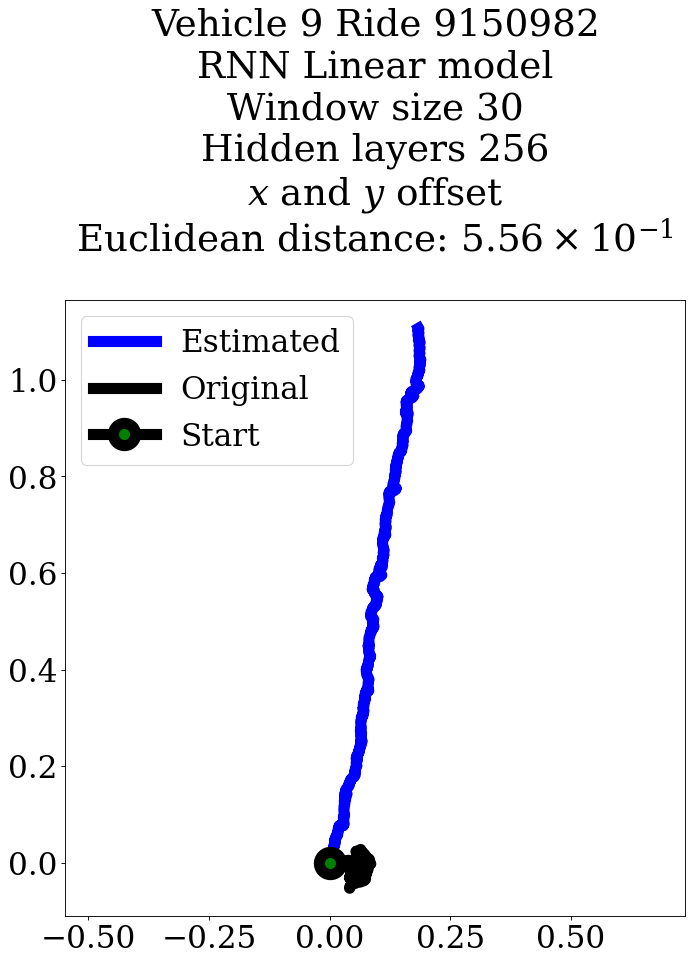 Vehicle 9 Ride 9150982
RNN Linear model
Window size 30
Hidden layers 256
x and y offset
Euclidean distance: 5.56 × 10⁻¹
Estimated
Original
Start
1.0
0.8
0.6
0.4
0.2
0.0
−0.50 −0.25 0.00 0.25 0.50